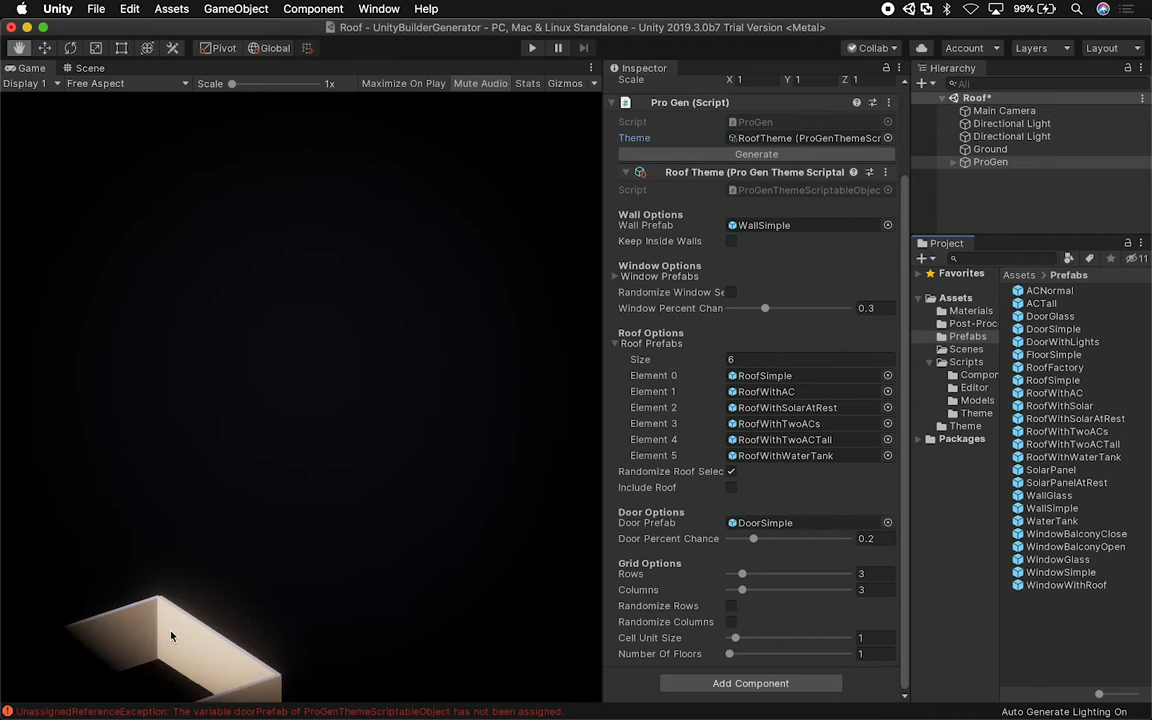 Unity File Edit Assets GameObject Component Window Help 99%
Roof - UnityBuilderGenerator - PC, Mac & Linux Standalone - Unity 2019.3.0b7 Trial Version <Metal>
Pivot Global Collab Account Layers Layout
Game Scene Inspector Hierarchy
Display 1 Free Aspect Scale 1x Maximize On Play Mute Audio Stats Gizmos
Scale X 1 Y 1 Z 1
All
Pro Gen (Script)
Script ProGen
Theme RoofTheme (ProGenThemeScr
Generate
Roof Theme (Pro Gen Theme Scriptal
Script ProGenThemeScriptableObjec
Wall Options
Wall Prefab WallSimple
Keep Inside Walls
Window Options
Window Prefabs
Randomize Window Se
Window Percent Chan 0.3
Roof Options
Roof Prefabs
Size 6
Element 0 RoofSimple
Element 1 RoofWithAC
Element 2 RoofWithSolarAtRest
Element 3 RoofWithTwoACs
Element 4 RoofWithTwoACTall
Element 5 RoofWithWaterTank
Randomize Roof Selec
Include Roof
Door Options
Door Prefab DoorSimple
Door Percent Chance 0.2
Grid Options
Rows 3
Columns 3
Randomize Rows
Randomize Columns
Cell Unit Size 1
Number Of Floors 1
Add Component
Roof*
Main Camera
Directional Light
Directional Light
Ground
ProGen
Project
11
Favorites
Assets
Materials
Post-Proc
Prefabs
Scenes
Scripts
Compor
Editor
Models
Theme
Theme
Packages
Assets Prefabs
ACNormal
ACTall
DoorGlass
DoorSimple
DoorWithLights
FloorSimple
RoofFactory
RoofSimple
RoofWithAC
RoofWithSolar
RoofWithSolarAtRest
RoofWithTwoACs
RoofWithTwoACTall
RoofWithWaterTank
SolarPanel
SolarPanelAtRest
WallGlass
WallSimple
WaterTank
WindowBalconyClose
WindowBalconyOpen
WindowGlass
WindowSimple
WindowWithRoof
UnassignedReferenceException: The variable doorPrefab of ProGenThemeScriptableObject has not been assigned.
Auto Generate Lighting On